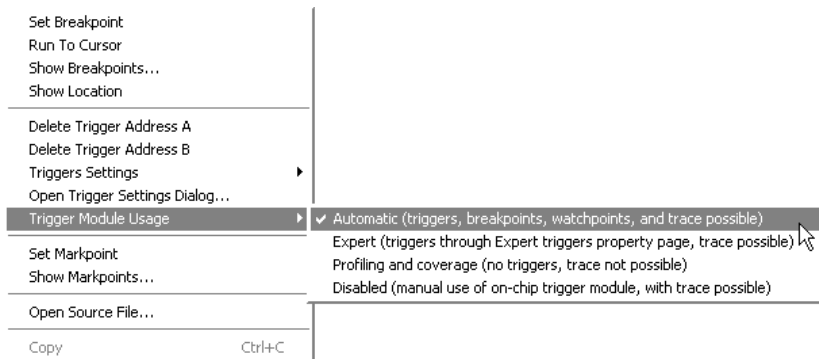 Set Breakpoint
Run To Cursor
Show Breakpoints...
Show Location
Delete Trigger Address A
Delete Trigger Address B
Triggers Settings
Open Trigger Settings Dialog...
Trigger Module Usage
Automatic (triggers, breakpoints, watchpoints, and trace possible)
Expert (triggers through Expert triggers property page, trace possible)
Profiling and coverage (no triggers, trace not possible)
Disabled (manual use of on-chip trigger module, with trace possible)
Set Markpoint
Show Markpoints...
Open Source File...
Copy Ctrl+C